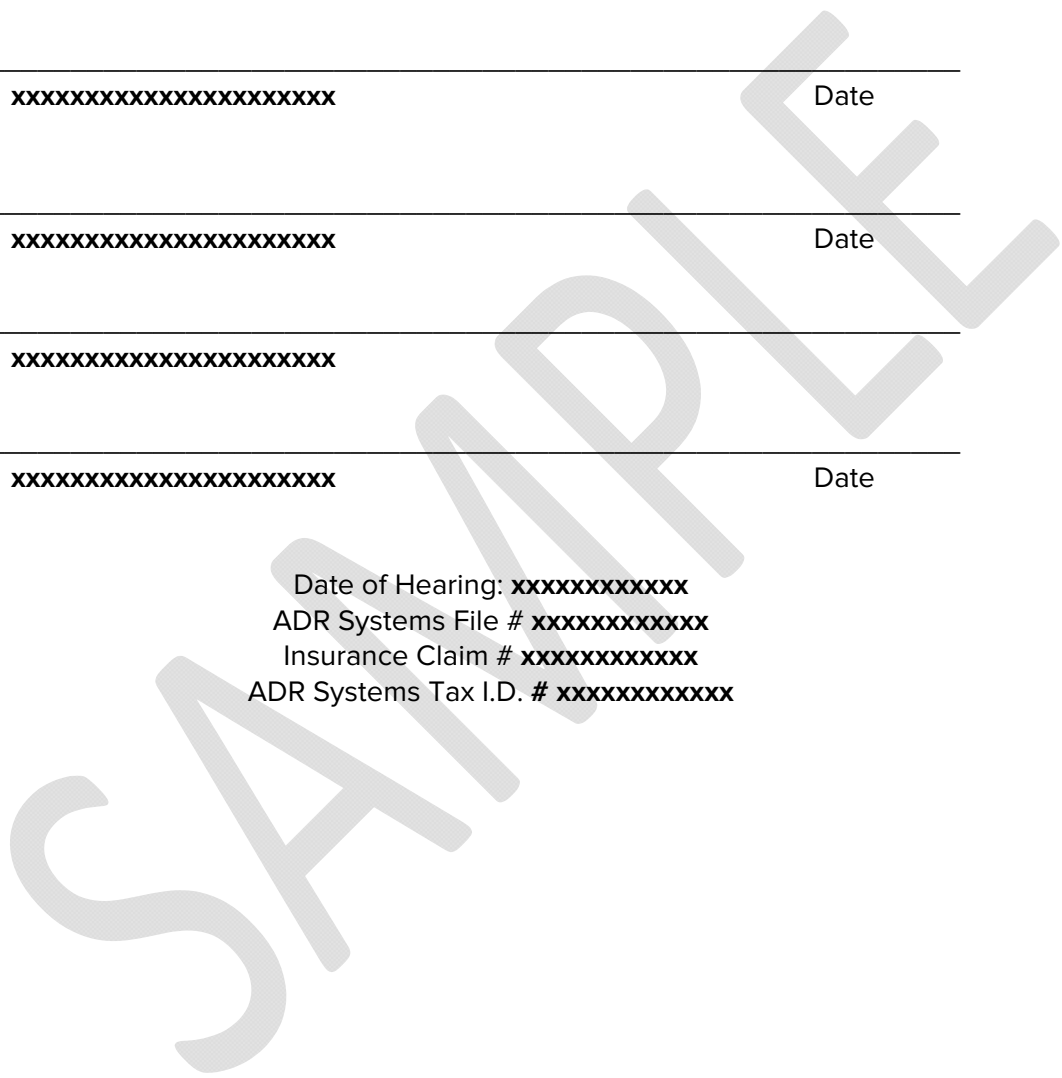 xxxxxxxxxxxxxxxxxxxxxx Date
xxxxxxxxxxxxxxxxxxxxxx Date
xxxxxxxxxxxxxxxxxxxxxx
xxxxxxxxxxxxxxxxxxxxxx Date
Date of Hearing: xxxxxxxxxxxx
ADR Systems File # xxxxxxxxxxxx
Insurance Claim # xxxxxxxxxxxx
ADR Systems Tax I.D. # xxxxxxxxxxxx
SAMPLE